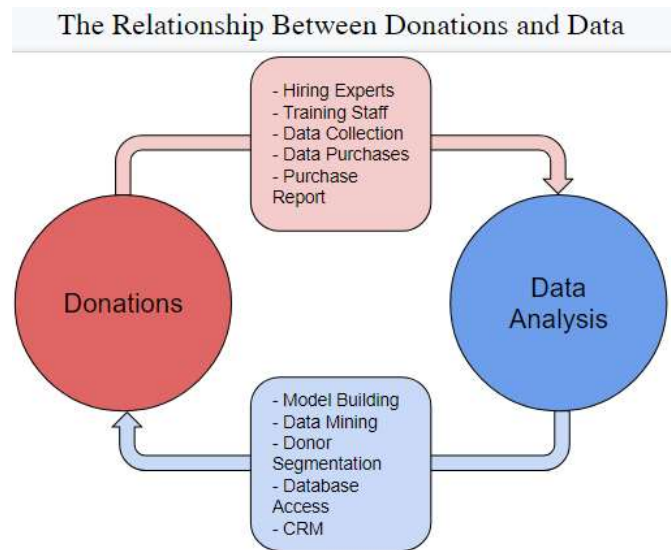 The Relationship Between Donations and Data
- Hiring Experts
- Training Staff
- Data Collection
- Data Purchases
- Purchase
Report
Donations
Data
Analysis
- Model Building
- Data Mining
- Donor
Segmentation
- Database
Access
- CRM